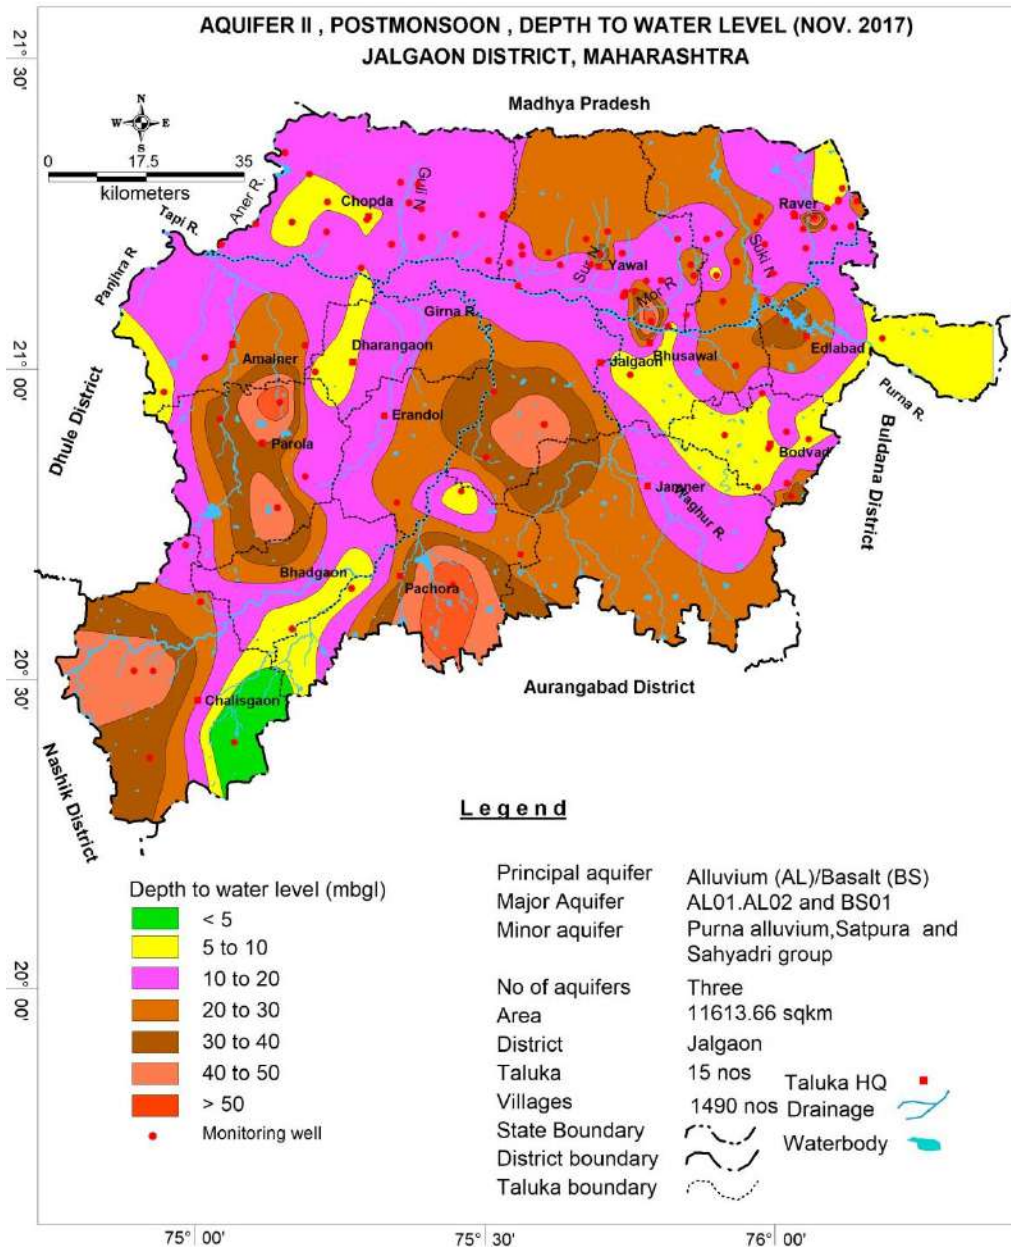 AQUIFER II , POSTMONSOON , DEPTH TO WATER LEVEL (NOV. 2017)
JALGAON DISTRICT, MAHARASHTRA
21° 30'
Madhya Pradesh
N
W E
S
0 17.5 35
kilometers
Aner R.
Tapi R.
Panjhra R
Chopda
Guli N
Raver
Suki N
Sur N
Yawal
Mor R.
Girna R.
21° 00'
Amalner
Dharangaon
Jalgaon
Bhusawal
Edlabad
Purna R.
Erandol
Dhule District
Parola
Bodvad
Buldana District
Jamner
Waghur R.
Bhadgaon
Pachora
20° 30'
Aurangabad District
Chalisgaon
Nashik District
Legend
Depth to water level (mbgl)
< 5
5 to 10
10 to 20
20 to 30
30 to 40
40 to 50
> 50
Monitoring well
Principal aquifer Alluvium (AL)/Basalt (BS)
Major Aquifer AL01.AL02 and BS01
Minor aquifer Purna alluvium,Satpura and
Sahyadri group
No of aquifers Three
Area 11613.66 sqkm
District Jalgaon
Taluka 15 nos
Villages 1490 nos
State Boundary
District boundary
Taluka boundary
Taluka HQ
Drainage
Waterbody
20° 00'
75° 00' 75° 30' 76° 00'